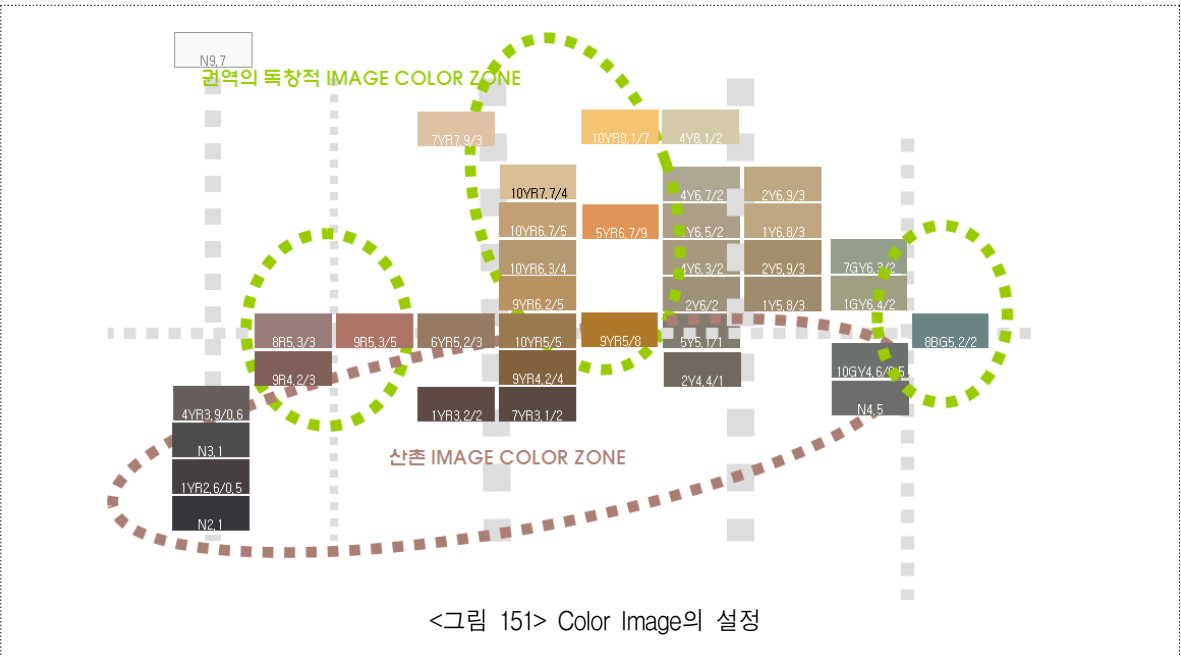 N9.7
권역의 독창적 IMAGE COLOR ZONE
7YR7.9/3 10YR8.1/7 4Y8.1/2
10YR7.7/4 4Y6.7/2 2Y6.9/3
10YR6.7/5 5YR6.7/9 1Y6.5/2 1Y6.8/3
10YR6.3/4 4Y6.3/2 2Y5.9/3 7GY6.3/2
9YR6.2/5 2Y6/2 1Y5.8/3 1GY6.4/2
8R5.3/3 9R5.3/5 6YR5.2/3 10YR5/5 9YR5/8 5Y5.1/1 8BG5.2/2
9R4.2/3 9YR4.2/4 2Y4.4/1 10GY4.6/0.5
4YR3.9/0.6 1YR3.2/2 7YR3.1/2 N4.5
N3.1
산촌 IMAGE COLOR ZONE
1YR2.6/0.5
N2.1
<그림 151> Color Image의 설정